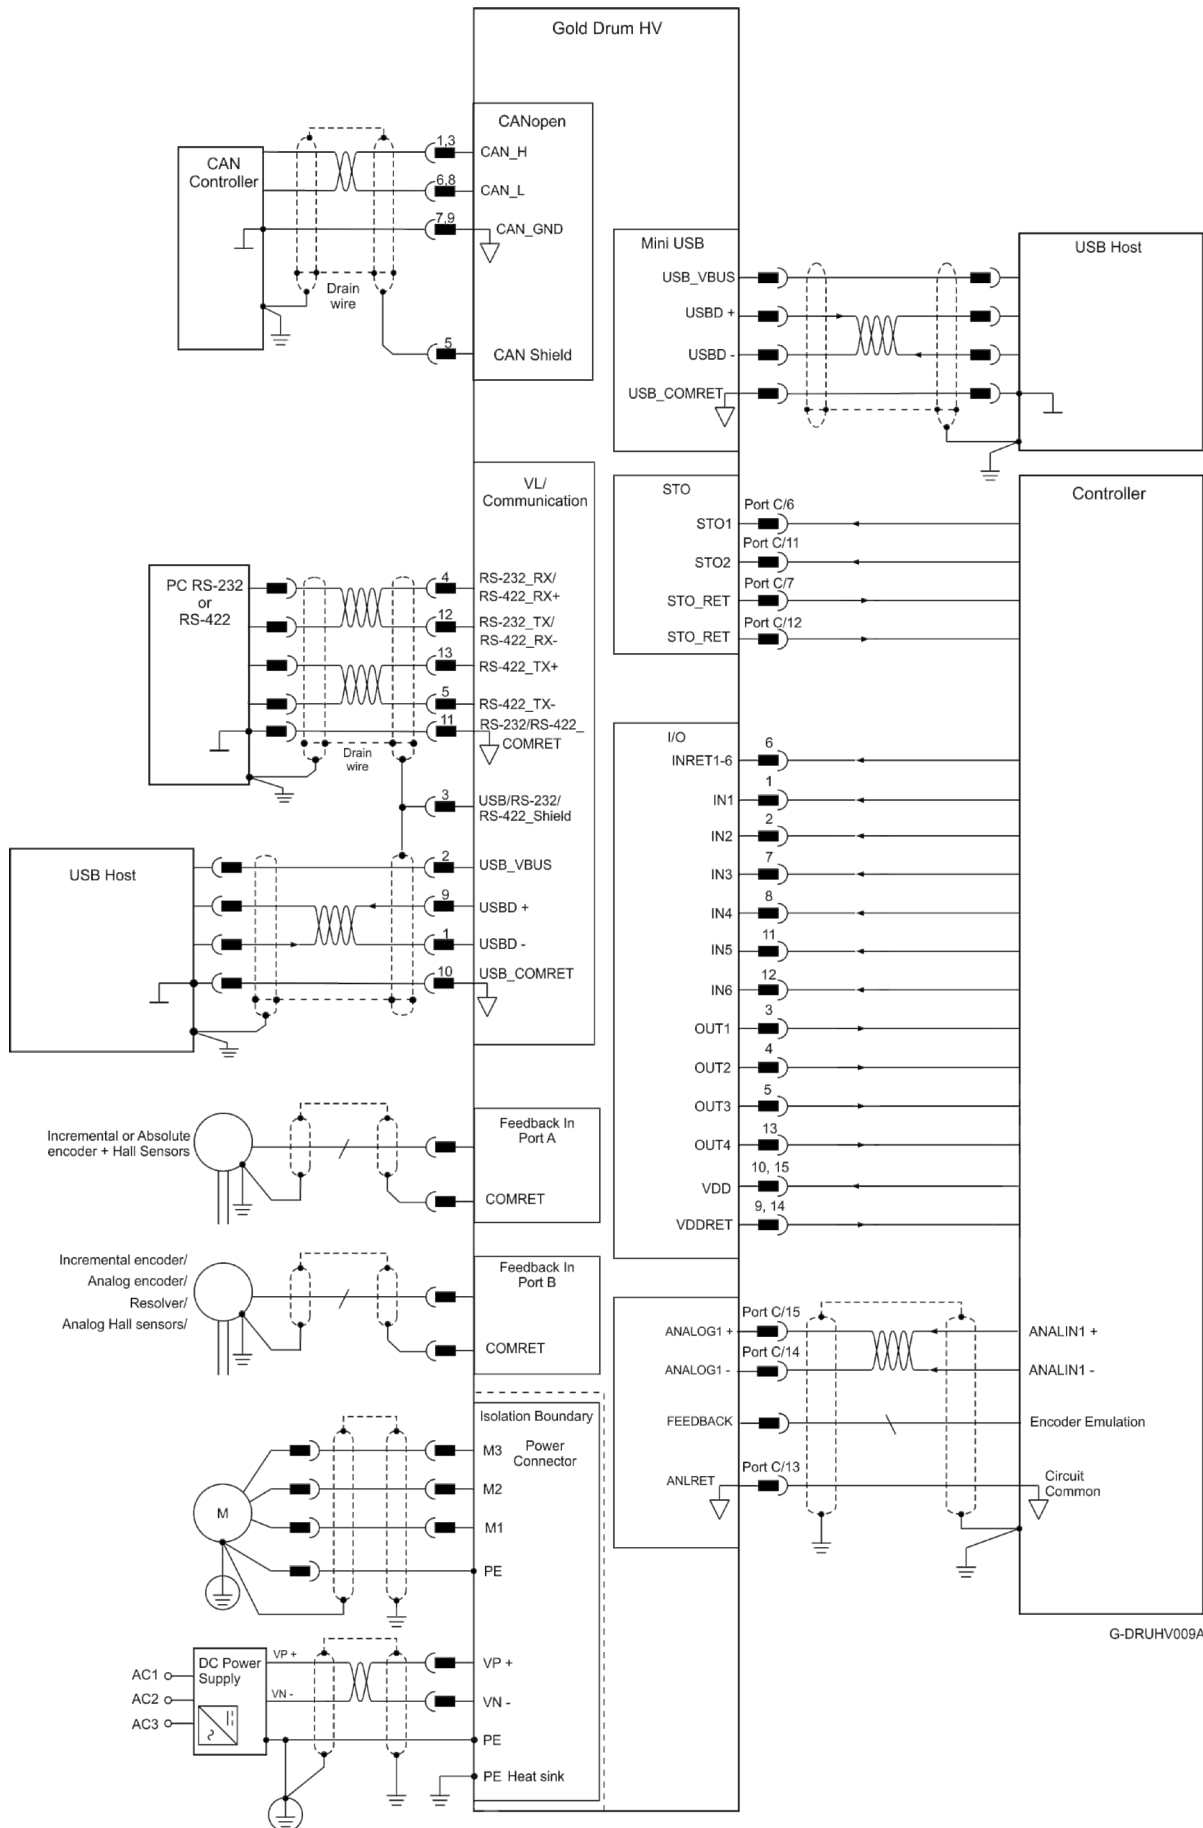 Gold Drum HV
CANopen
CAN
Controller
1,3
CAN_H
6,8
CAN_L
7,9
CAN_GND
Drain
wire
5
CAN Shield
Mini USB
USB_VBUS
USBD +
USBD -
USB_COMRET
USB Host
VL/
Communication
PC RS-232
or
RS-422
4
RS-232_RX/
RS-422_RX+
12
RS-232_TX/
RS-422_RX-
13
RS-422_TX+
5
RS-422_TX-
11
RS-232/RS-422_
COMRET
Drain
wire
3
USB/RS-232/
RS-422_Shield
USB Host
2
USB_VBUS
9
USBD +
1
USBD -
10
USB_COMRET
STO
Controller
Port C/6
STO1
Port C/11
STO2
Port C/7
STO_RET
Port C/12
STO_RET
I/O
6
INRET1-6
1
IN1
2
IN2
7
IN3
8
IN4
11
IN5
12
IN6
3
OUT1
4
OUT2
5
OUT3
13
OUT4
10, 15
VDD
9, 14
VDDRET
Incremental or Absolute
encoder + Hall Sensors
Feedback In
Port A
COMRET
Incremental encoder/
Analog encoder/
Resolver/
Analog Hall sensors/
Feedback In
Port B
COMRET
Port C/15
ANALOG1 +
ANALIN1 +
Port C/14
ANALOG1 -
ANALIN1 -
FEEDBACK
Encoder Emulation
Port C/13
ANLRET
Circuit
Common
Isolation Boundary
Power
Connector
M
M3
M2
M1
PE
G-DRUHV009A
DC Power
Supply
AC1
AC2
AC3
VP +
VN -
VP +
VN -
PE
PE Heat sink